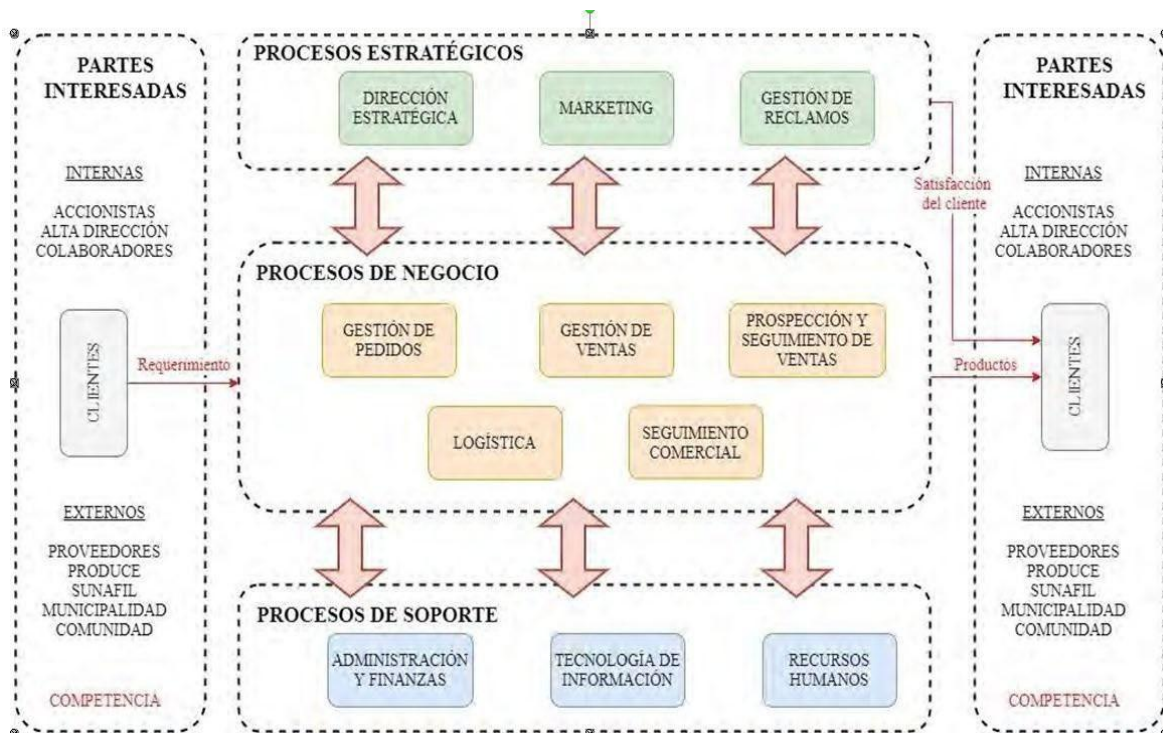 PARTES
INTERESADAS
INTERNAS
ACCIONISTAS
ALTA DIRECCIÓN
COLABORADORES
CLIENTES
Requerimiento
EXTERNOS
PROVEEDORES
PRODUCE
SUNAFIL
MUNICIPALIDAD
COMUNIDAD
COMPETENCIA
PROCESOS ESTRATÉGICOS
DIRECCIÓN
ESTRATÉGICA
MARKETING
GESTIÓN DE
RECLAMOS
PROCESOS DE NEGOCIO
GESTIÓN DE
PEDIDOS
GESTIÓN DE
VENTAS
PROSPECCIÓN Y
SEGUIMIENTO DE
VENTAS
LOGÍSTICA
SEGUIMIENTO
COMERCIAL
PROCESOS DE SOPORTE
ADMINISTRACIÓN
Y FINANZAS
TECNOLOGÍA DE
INFORMACIÓN
RECURSOS
HUMANOS
Satisfacción
del cliente
Productos
PARTES
INTERESADAS
INTERNAS
ACCIONISTAS
ALTA DIRECCIÓN
COLABORADORES
CLIENTES
EXTERNOS
PROVEEDORES
PRODUCE
SUNAFIL
MUNICIPALIDAD
COMUNIDAD
COMPETENCIA